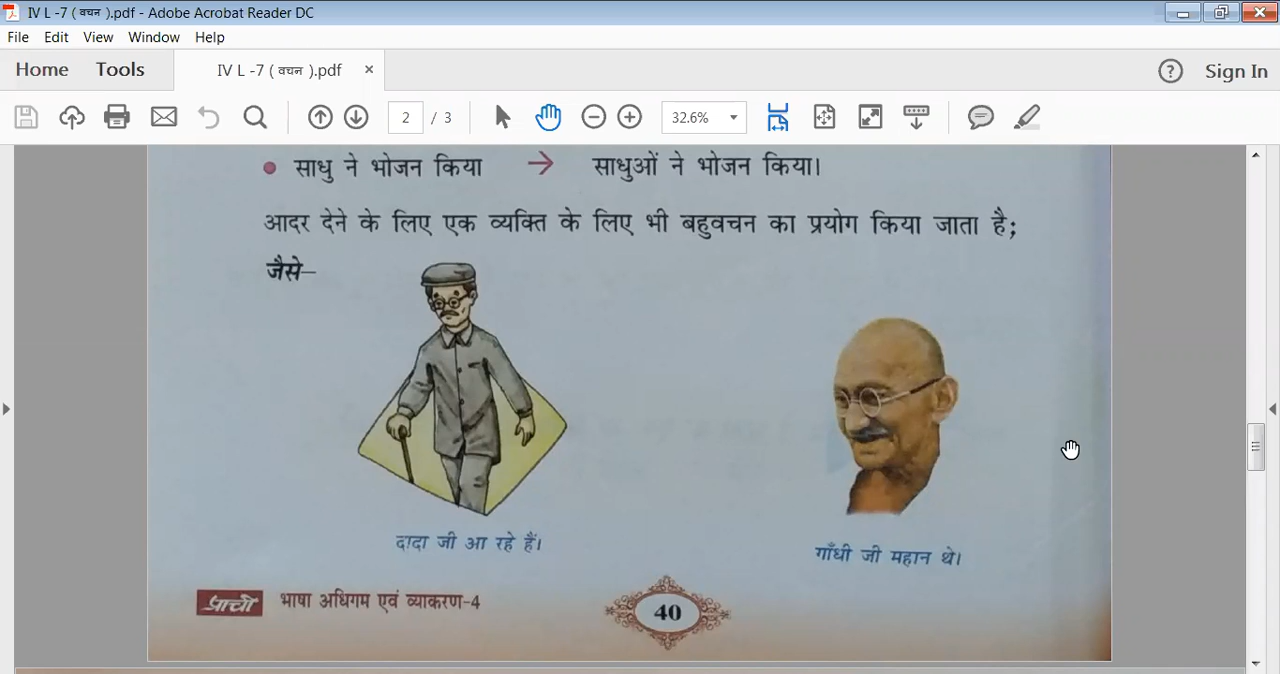 IV L -7 ( वचन ).pdf - Adobe Acrobat Reader DC
File Edit View Window Help
Home Tools IV L -7 ( वचन ).pdf × ? Sign In
2 / 3 32.6%
साधु ने भोजन किया → साधुओं ने भोजन किया।
आदर देने के लिए एक व्यक्ति के लिए भी बहुवचन का प्रयोग किया जाता है;
जैसे–
दादा जी आ रहे हैं।
गाँधी जी महान थे।
प्राची भाषा अधिगम एवं व्याकरण-4
40